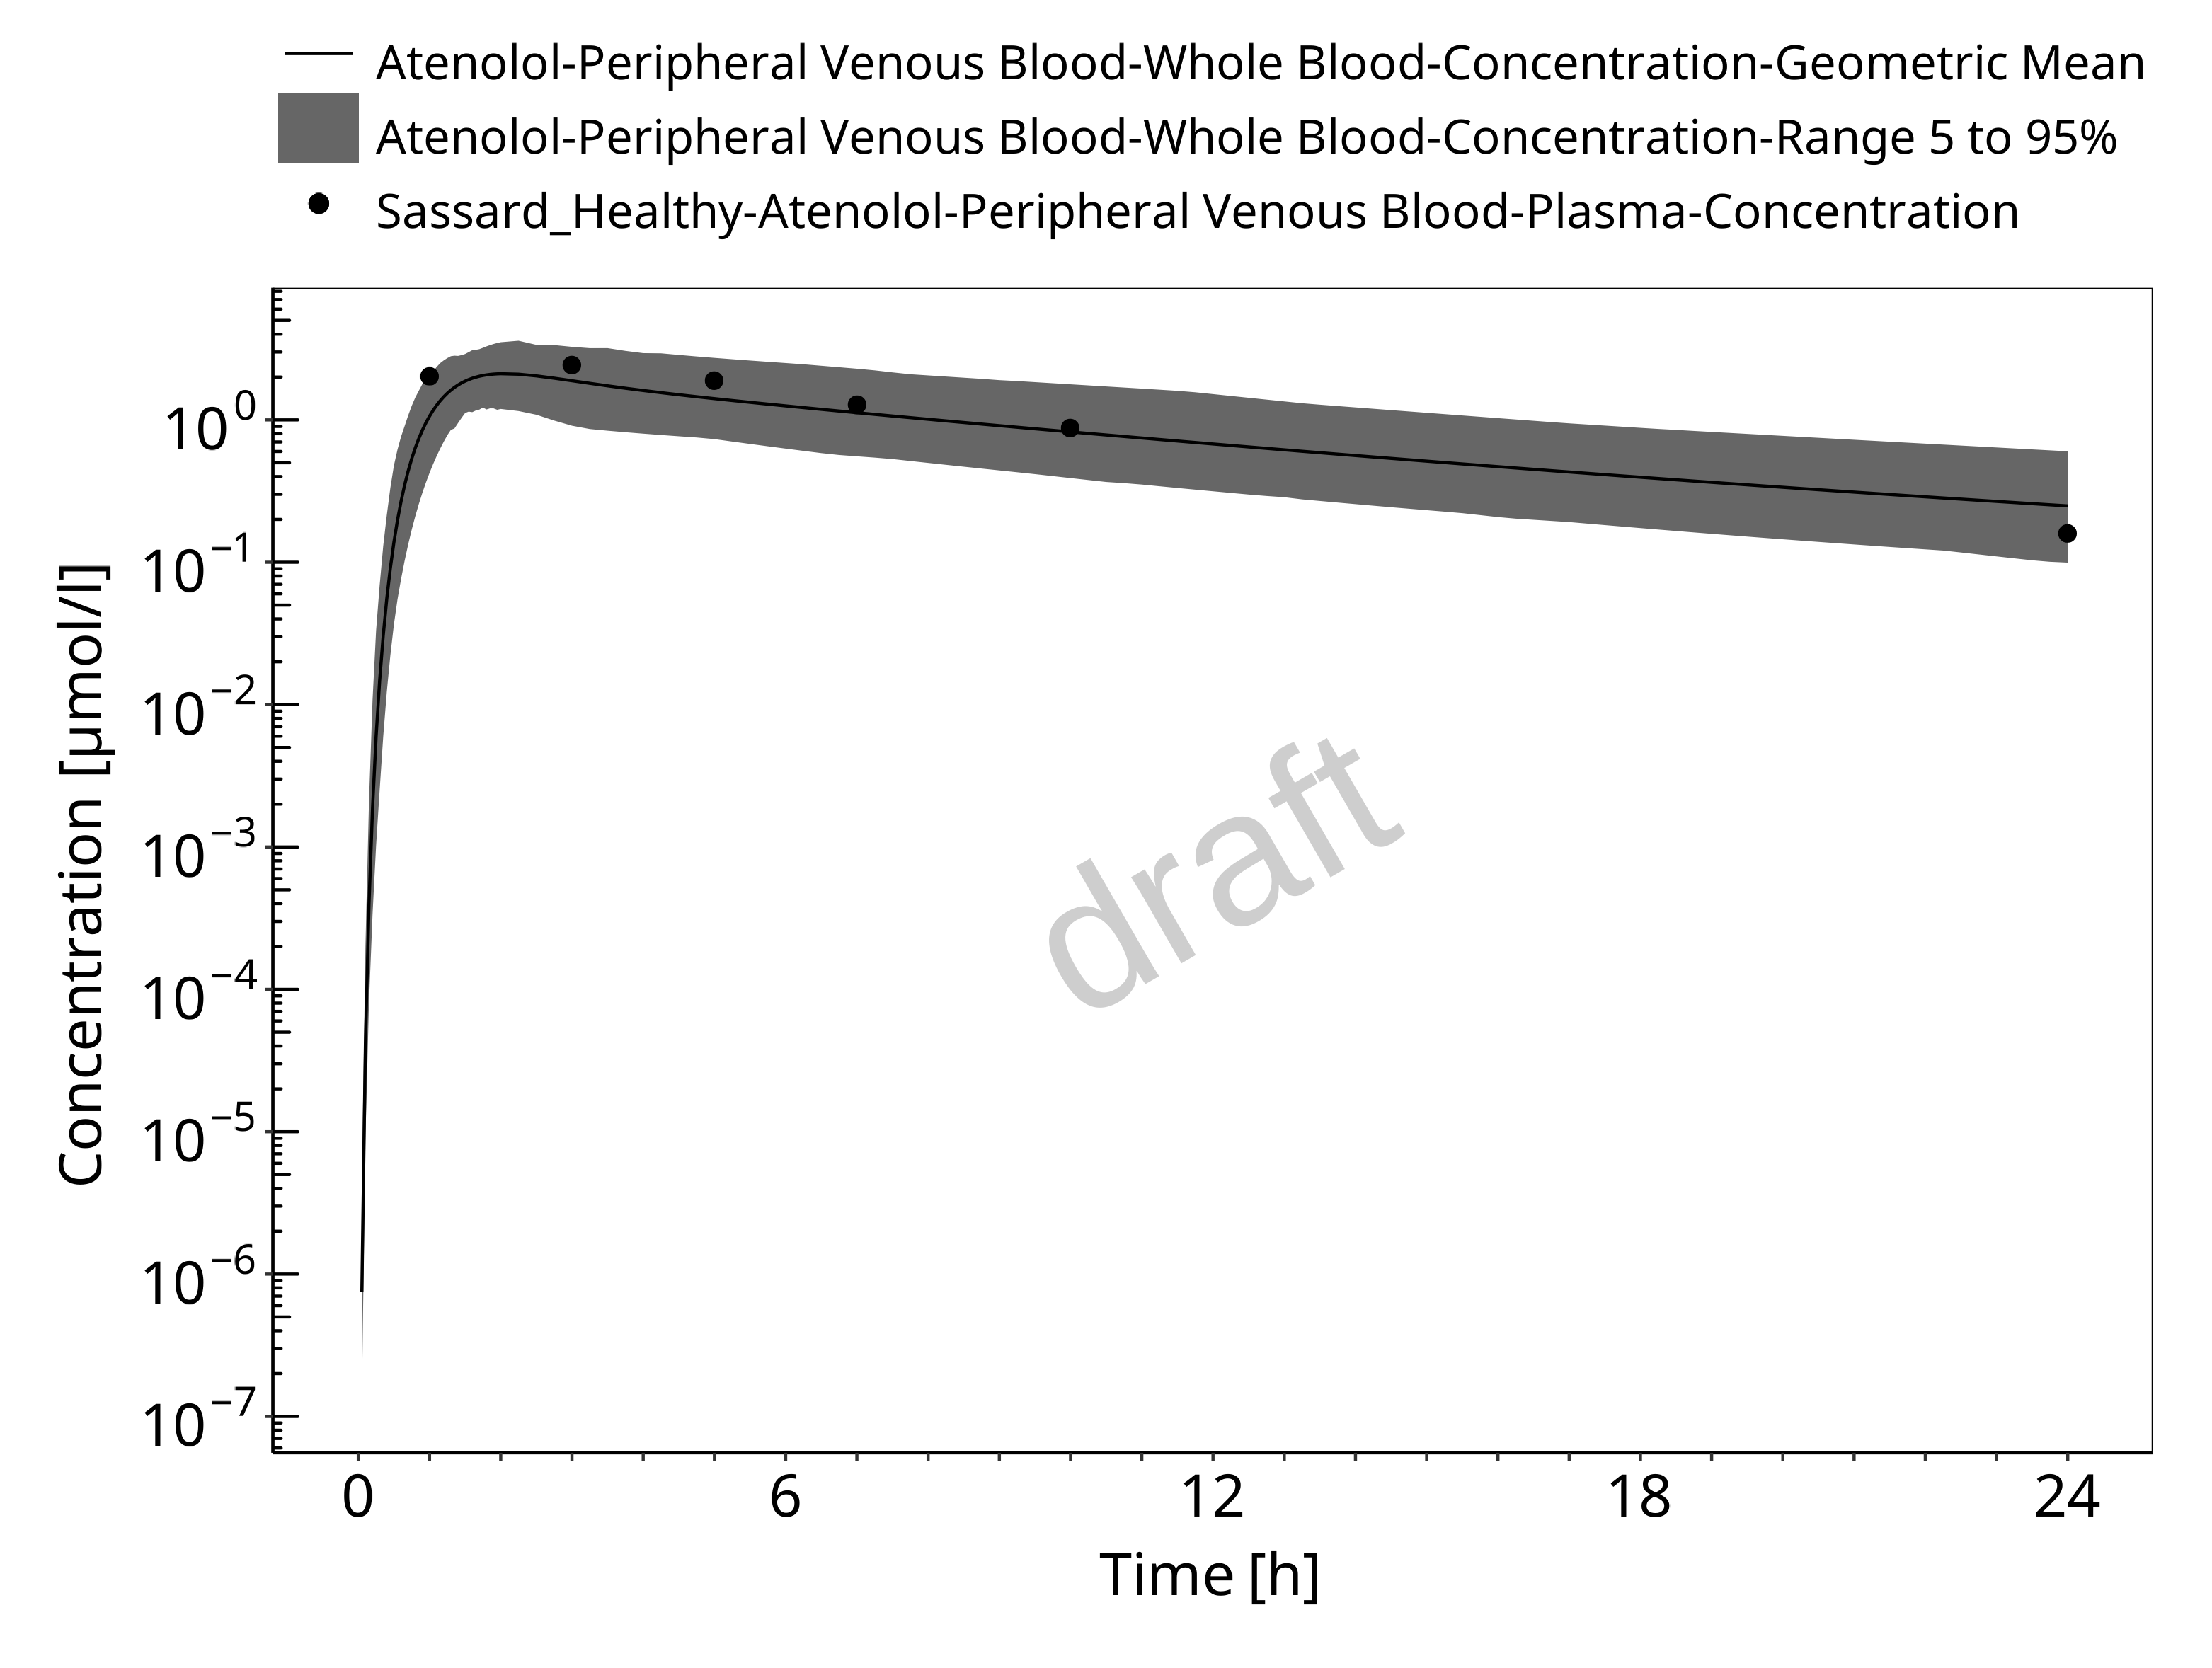 Atenolol-Peripheral Venous Blood-Whole Blood-Concentration-Geometric Mean
Atenolol-Peripheral Venous Blood-Whole Blood-Concentration-Range 5 to 95%
Sassard_Healthy-Atenolol-Peripheral Venous Blood-Plasma-Concentration
Concentration [µmol/l]
10⁰
10⁻¹
10⁻²
10⁻³
10⁻⁴
10⁻⁵
10⁻⁶
10⁻⁷
draft
0 6 12 18 24
Time [h]